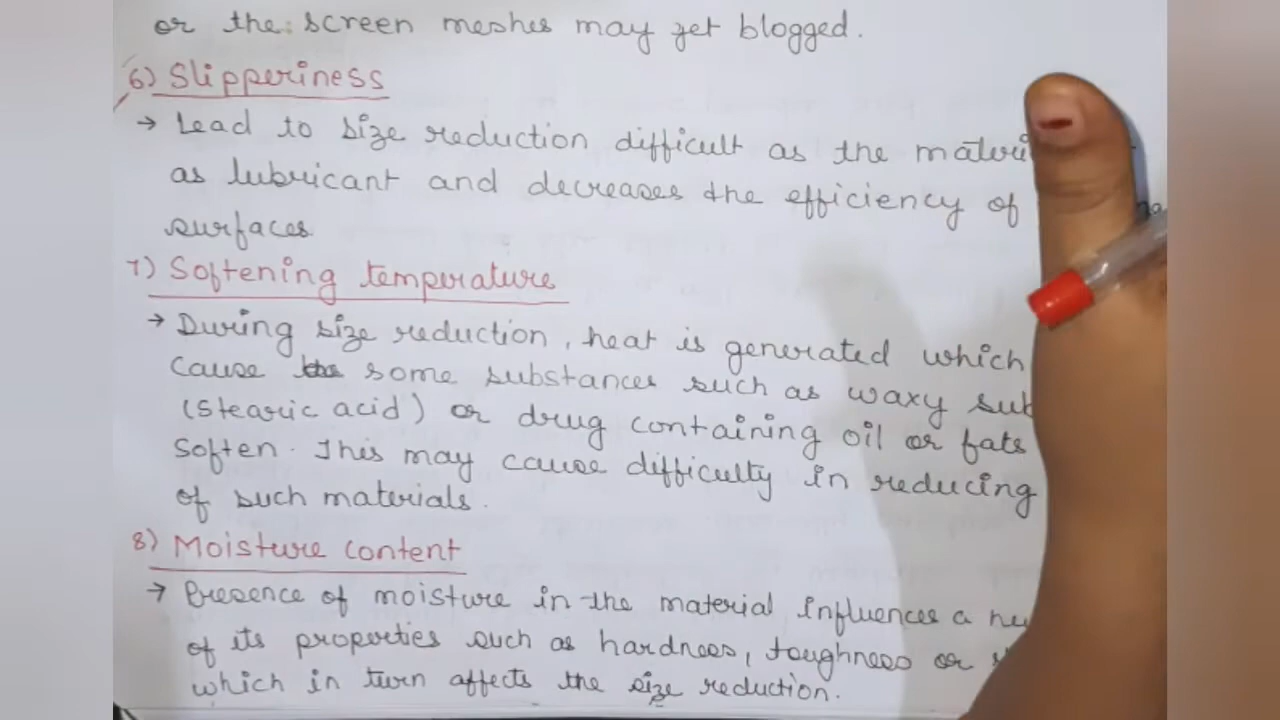 or the screen meshes may get blogged.
6) Slipperiness
→ Lead to size reduction difficult as the
as lubricant and decreases the efficiency of
surfaces
7) Softening temperature
→ During size reduction, heat is generated which
cause some substances such as waxy
(Stearic acid) or drug containing oil or fats
soften. This may cause difficulty in reducing
of such materials.
8) Moisture content
→ Presence of moisture in the material influences a
of its properties such as hardness, toughness or
which in turn affects the size reduction.